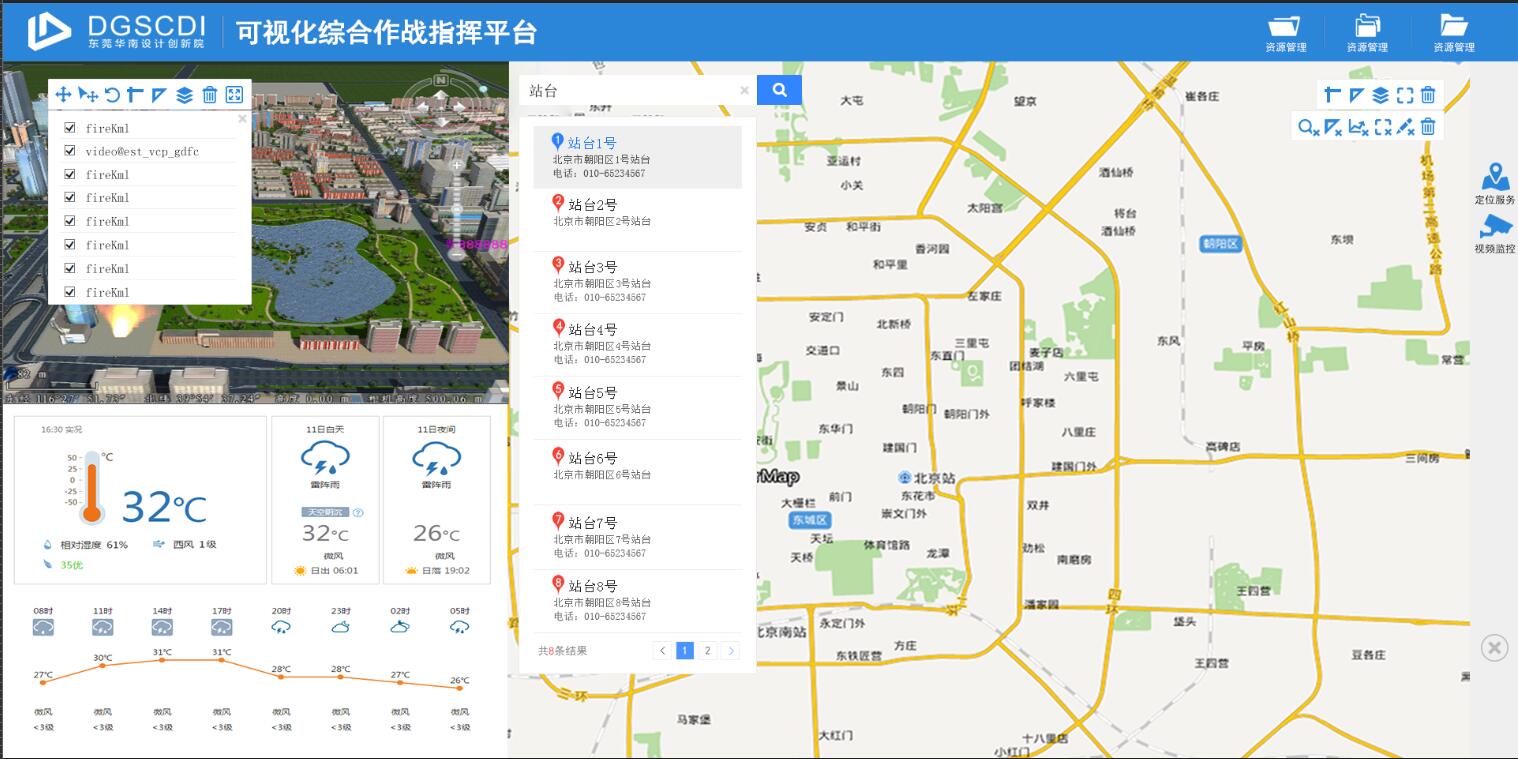 DGSCDI
东莞华南设计创新院
可视化综合作战指挥平台
资源管理
资源管理
资源管理
N
fireKml
video@est_vcp_gdfc
fireKml
fireKml
fireKml
fireKml
fireKml
fireKml
16:30 实况
℃
50
25
0
-25
-50
32℃
相对湿度 61%
西风 1级
35优
11日白天
雷阵雨
天空阴沉
32℃
微风
日出 06:01
11日夜间
雷阵雨
26℃
微风
日落 19:02
08时 11时 14时 17时 20时 23时 02时 05时
27℃ 30℃ 31℃ 31℃ 28℃ 28℃ 27℃ 26℃
微风 微风 微风 微风 微风 微风 微风 微风
<3级 <3级 <3级 <3级 <3级 <3级 <3级 <3级
站台
1 站台1号
北京市朝阳区1号站台
电话：010-65234567
2 站台2号
北京市朝阳区2号站台
3 站台3号
北京市朝阳区3号站台
电话：010-65234567
4 站台4号
北京市朝阳区4号站台
电话：010-65234567
5 站台5号
北京市朝阳区5号站台
电话：010-65234567
6 站台6号
北京市朝阳区6号站台
7 站台7号
北京市朝阳区7号站台
电话：010-65234567
8 站台8号
北京市朝阳区8号站台
电话：010-65234567
共8条结果
1 2
大屯
望京
崔各庄
亚运村
小关
酒仙桥
太阳宫
将台
酒仙桥
安贞
和平街
香河园
朝阳区
东坝
和平里
左家庄
机场第二高速公路
安定门
北新桥
红山桥
交道口
三里屯
东直门
麦子店
团结湖
东风
平房
常营
东四
景山
六里屯
朝阳门
朝阳门外
呼家楼
东华门
八里庄
建国门
建国门外
高碑店
三间房
北京站
东花市
前门
大栅栏
崇文门外
双井
东城区
天坛
天桥
体育馆路
龙潭
劲松
南磨房
四环
潘家园
王四营
垡头
北京南站
永定门外
方庄
东铁匠营
豆各庄
王四营
三环
马家堡
大红门
十八里店
小红门
定位服务
视频监控